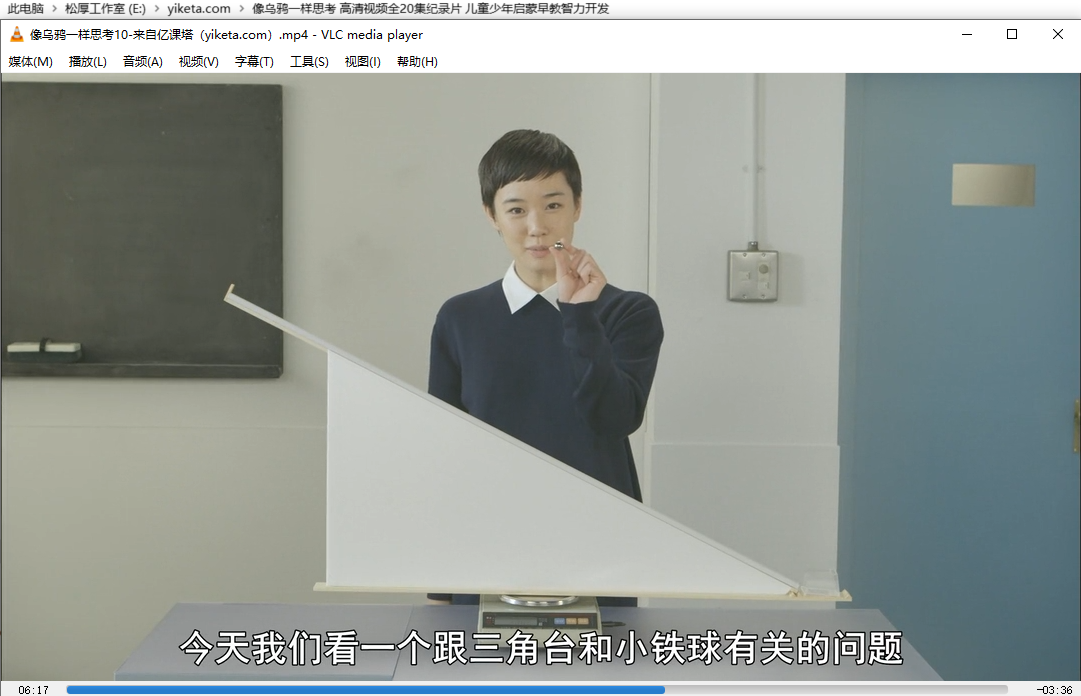 此电脑 > 松厚工作室 (E:) > yiketa.com > 像乌鸦一样思考 高清视频全20集纪录片 儿童少年启蒙早教智力开发
像乌鸦一样思考10-来自亿课塔（yiketa.com）.mp4 - VLC media player
媒体(M) 播放(L) 音频(A) 视频(V) 字幕(T) 工具(S) 视图(I) 帮助(H)
今天我们看一个跟三角台和小铁球有关的问题
06:17 -03:36